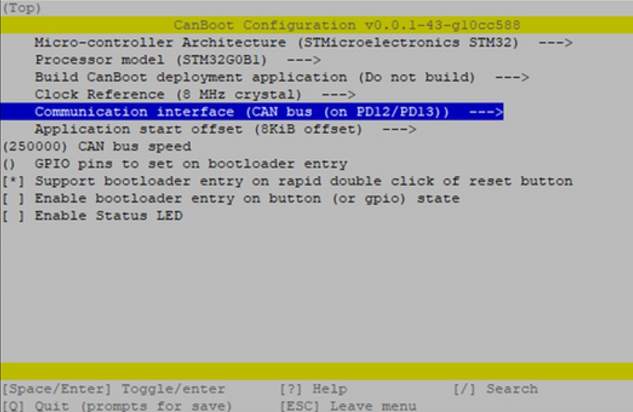 (Top)
CanBoot Configuration v0.0.1-43-g10cc588
Micro-controller Architecture (STMicroelectronics STM32)  --->
Processor model (STM32G0B1)  --->
Build CanBoot deployment application (Do not build)  --->
Clock Reference (8 MHz crystal)  --->
Communication interface (CAN bus (on PD12/PD13))  --->
Application start offset (8KiB offset)  --->
(250000) CAN bus speed
()  GPIO pins to set on bootloader entry
[*] Support bootloader entry on rapid double click of reset button
[ ] Enable bootloader entry on button (or gpio) state
[ ] Enable Status LED
[Space/Enter] Toggle/enter      [?] Help      [/] Search
[Q] Quit (prompts for save)      [ESC] Leave menu